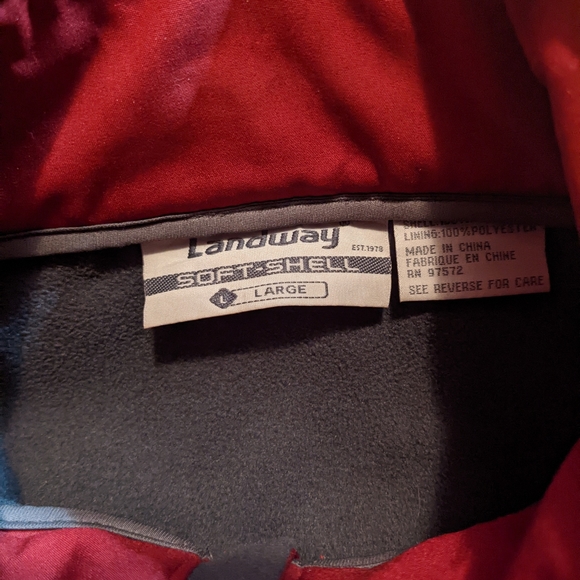 Landway
EST.1978
SOFT-SHELL
L LARGE
LINING:100%POLYESTER
MADE IN CHINA
FABRIQUE EN CHINE
RN 97572
SEE REVERSE FOR CARE